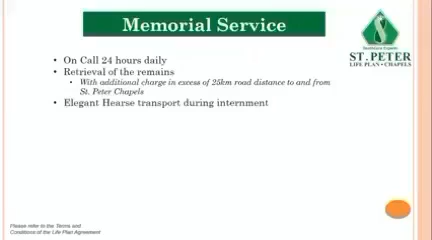 Memorial Service
ST. PETER
LIFE PLAN • CHAPELS
• On Call 24 hours daily
• Retrieval of the remains
• With additional charge in excess of 25km road distance to and from
St. Peter Chapels
• Elegant Hearse transport during internment
Please refer to the Terms and
Conditions of the Life Plan Agreement